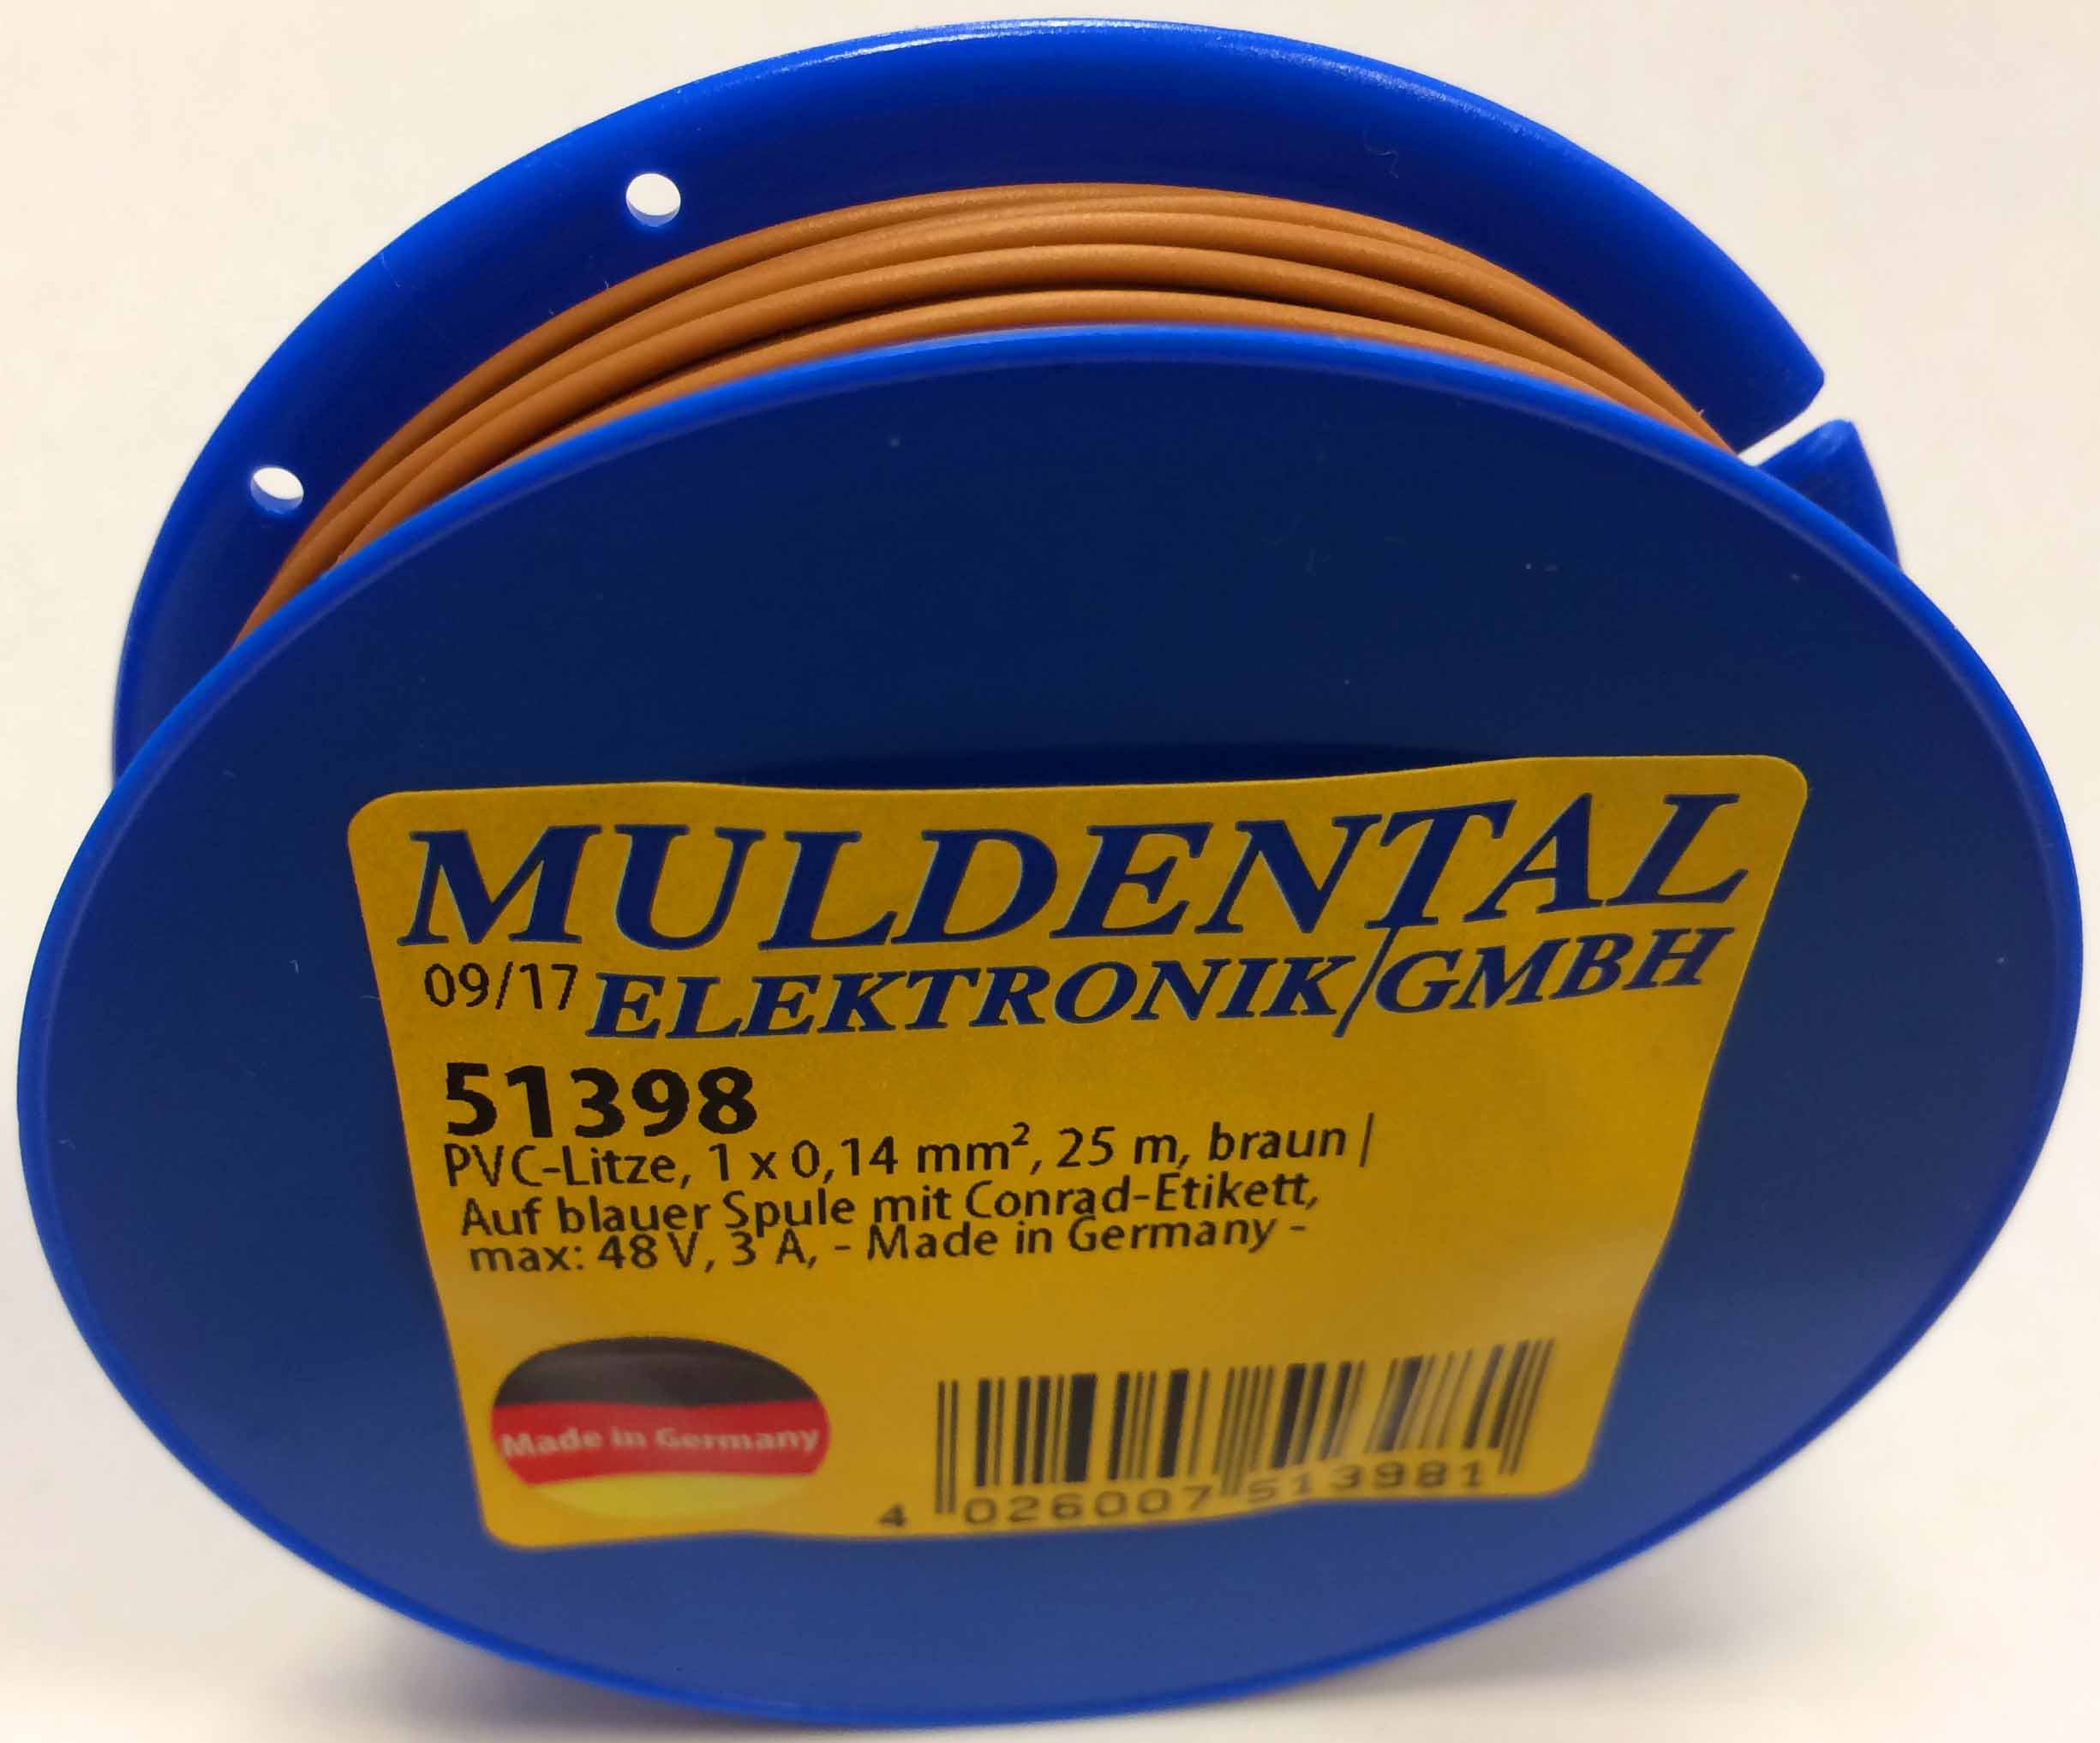 MULDENTAL
09/17 ELEKTRONIK/GMBH
51398
PVC-Litze, 1 x 0,14 mm², 25 m, braun |
Auf blauer Spule mit Conrad-Etikett,
max: 48 V, 3 A, - Made in Germany -
Made in Germany
4 026007 513981